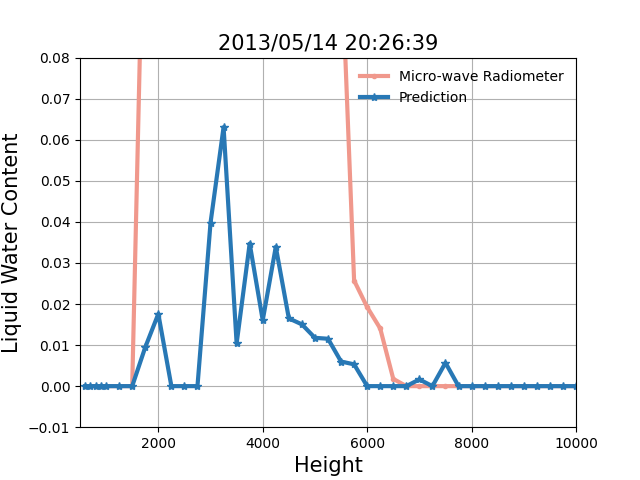 2013/05/14 20:26:39
Liquid Water Content
0.08
0.07
0.06
0.05
0.04
0.03
0.02
0.01
0.00
−0.01
Micro-wave Radiometer
Prediction
2000 4000 6000 8000 10000
Height